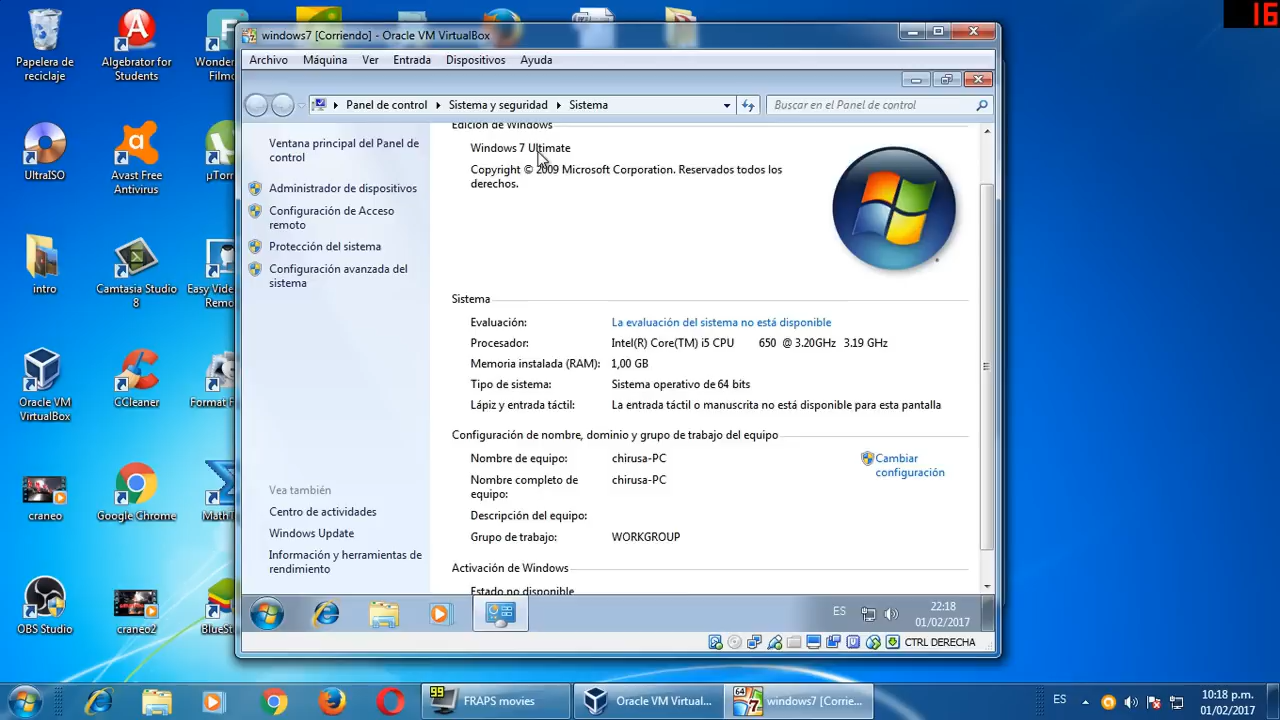 16
windows7 [Corriendo] - Oracle VM VirtualBox
Archivo Máquina Ver Entrada Dispositivos Ayuda
Panel de control Sistema y seguridad Sistema
Buscar en el Panel de control
Papelera de
reciclaje
Algebrator for
Students
Wonder
Filmo
UltraISO
Avast Free
Antivirus
µTorr
intro
Camtasia Studio
8
Easy Video
Remo
Oracle VM
VirtualBox
CCleaner
Format F
craneo
Google Chrome
MathT
OBS Studio
craneo2
BlueSt
Ventana principal del Panel de
control
Administrador de dispositivos
Configuración de Acceso
remoto
Protección del sistema
Configuración avanzada del
sistema
Vea también
Centro de actividades
Windows Update
Información y herramientas de
rendimiento
Edición de Windows
Windows 7 Ultimate
Copyright © 2009 Microsoft Corporation. Reservados todos los
derechos.
Sistema
Evaluación: La evaluación del sistema no está disponible
Procesador: Intel(R) Core(TM) i5 CPU 650 @ 3.20GHz 3.19 GHz
Memoria instalada (RAM): 1,00 GB
Tipo de sistema: Sistema operativo de 64 bits
Lápiz y entrada táctil: La entrada táctil o manuscrita no está disponible para esta pantalla
Configuración de nombre, dominio y grupo de trabajo del equipo
Nombre de equipo: chirusa-PC
Cambiar
configuración
Nombre completo de
equipo: chirusa-PC
Descripción del equipo:
Grupo de trabajo: WORKGROUP
Activación de Windows
Estado no disponible
ES
22:18
01/02/2017
CTRL DERECHA
99 FRAPS movies
Oracle VM Virtual...
64 7 windows7 [Corrie...
ES
10:18 p.m.
01/02/2017